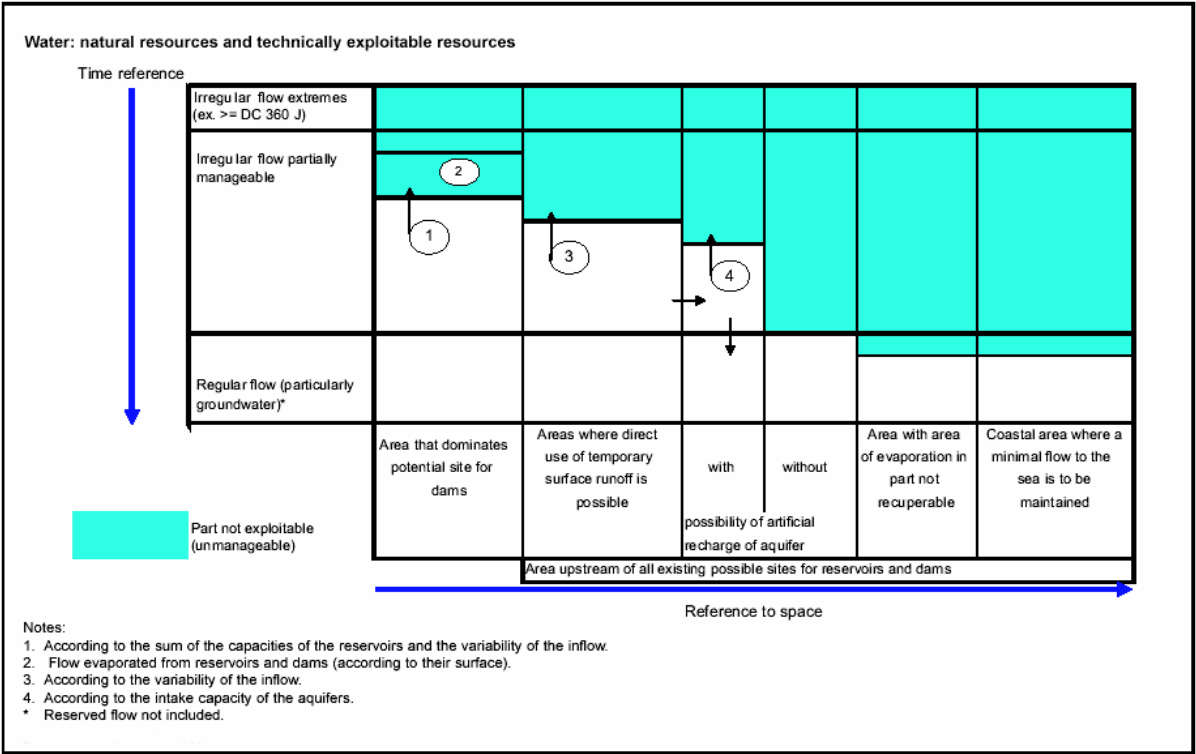 Water: natural resources and technically exploitable resources
Time reference
Irregular flow extremes
(ex. >= DC 360 J)
Irregular flow partially
manageable
2
1
3
4
Regular flow (particularly
groundwater)*
Area that dominates
potential site for
dams
Areas where direct
use of temporary
surface runoff is
possible
with
without
possibility of artificial
recharge of aquifer
Area with area
of evaporation in
part not
recuperable
Coastal area where a
minimal flow to the
sea is to be
maintained
Part not exploitable
(unmanageable)
Area upstream of all existing possible sites for reservoirs and dams
Reference to space
Notes:
1. According to the sum of the capacities of the reservoirs and the variability of the inflow.
2. Flow evaporated from reservoirs and dams (according to their surface).
3. According to the variability of the inflow.
4. According to the intake capacity of the aquifers.
* Reserved flow not included.